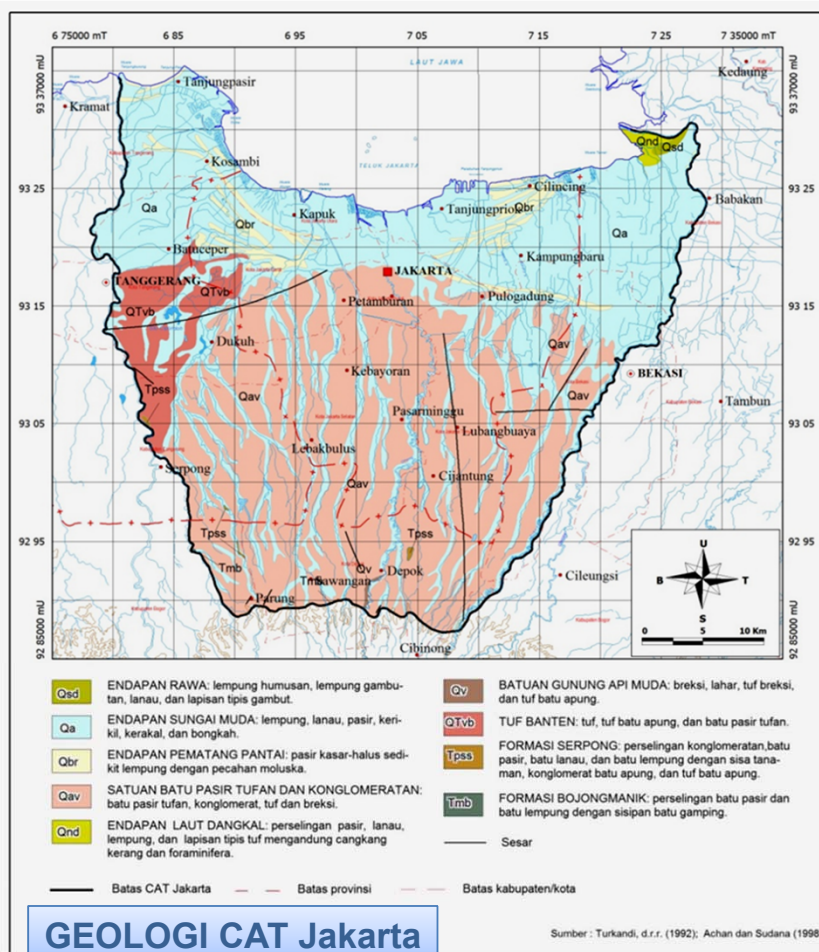 6 75000 mT
6 85
6 95
7 05
7 15
7 25
7 35000 mT
93 37000 mU
93 37000 mU
LAUT JAWA
Kedaung
Tanjungpasir
Kramat
Kosambi
TELUK JAKARTA
Qnd
Qsd
93 25
93 25
Qa
Qbr
Kapuk
Tanjungpriok
Cilincing
Qbr
Qa
Babakan
Batuceper
Kampungbaru
TANGGERANG
QTvb
JAKARTA
QTvb
Petamburan
Pulogadung
93 15
93 15
Dukuh
Qav
Kebayoran
BEKASI
Tpss
Qav
Qav
Pasarminggu
Tambun
93 05
93 05
Lebakbulus
Lubangbuaya
Serpong
Cijantung
Qav
Tpss
Tpss
92 95
92 95
Tmb
Tmb
Sawangan
Qv
Depok
Cileungsi
Parung
Cibinong
92 85000 mU
92 85000 mU
U
B
T
S
0 5 10 Km
Qsd
ENDAPAN RAWA: lempung humusan, lempung gambu-
tan, lanau, dan lapisan tipis gambut.
Qa
ENDAPAN SUNGAI MUDA: lempung, lanau, pasir, keri-
kil, kerakal, dan bongkah.
Qbr
ENDAPAN PEMATANG PANTAI: pasir kasar-halus sedi-
kit lempung dengan pecahan moluska.
Qav
SATUAN BATU PASIR TUFAN DAN KONGLOMERATAN:
batu pasir tufan, konglomerat, tuf dan breksi.
Qnd
ENDAPAN LAUT DANGKAL: perselingan pasir, lanau,
lempung, dan lapisan tipis tuf mengandung cangkang
kerang dan foraminifera.
Qv
BATUAN GUNUNG API MUDA: breksi, lahar, tuf breksi,
dan tuf batu apung.
QTvb
TUF BANTEN: tuf, tuf batu apung, dan batu pasir tufan.
Tpss
FORMASI SERPONG: perselingan konglomeratan,batu
pasir, batu lanau, dan batu lempung dengan sisa tana-
man, konglomerat batu apung, dan tuf batu apung.
Tmb
FORMASI BOJONGMANIK: perselingan batu pasir dan
batu lempung dengan sisipan batu gamping.
Sesar
Batas CAT Jakarta
Batas provinsi
Batas kabupaten/kota
GEOLOGI CAT Jakarta
Sumber : Turkandi, d.r.r. (1992); Achan dan Sudana (1998